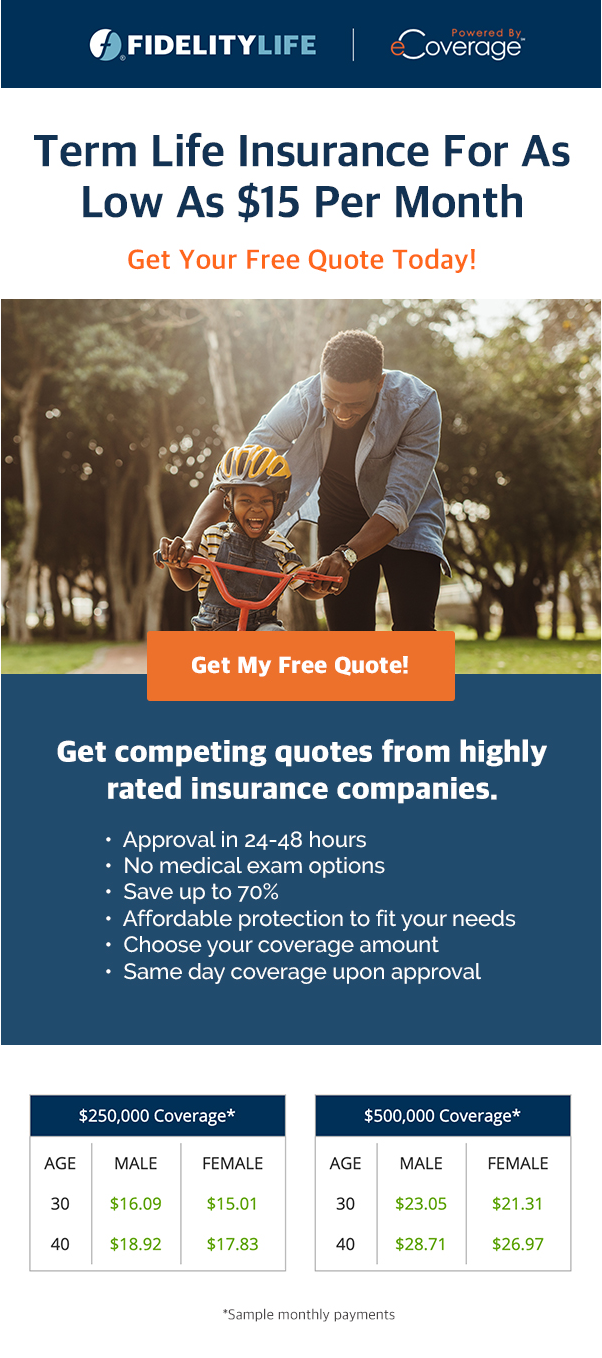 FIDELITYLIFE
Powered By
eCoverage™
Term Life Insurance For As
Low As $15 Per Month
Get Your Free Quote Today!
Get My Free Quote!
Get competing quotes from highly
rated insurance companies.
• Approval in 24-48 hours
• No medical exam options
• Save up to 70%
• Affordable protection to fit your needs
• Choose your coverage amount
• Same day coverage upon approval
$250,000 Coverage*
AGE MALE FEMALE
30 $16.09 $15.01
40 $18.92 $17.83
$500,000 Coverage*
AGE MALE FEMALE
30 $23.05 $21.31
40 $28.71 $26.97
*Sample monthly payments